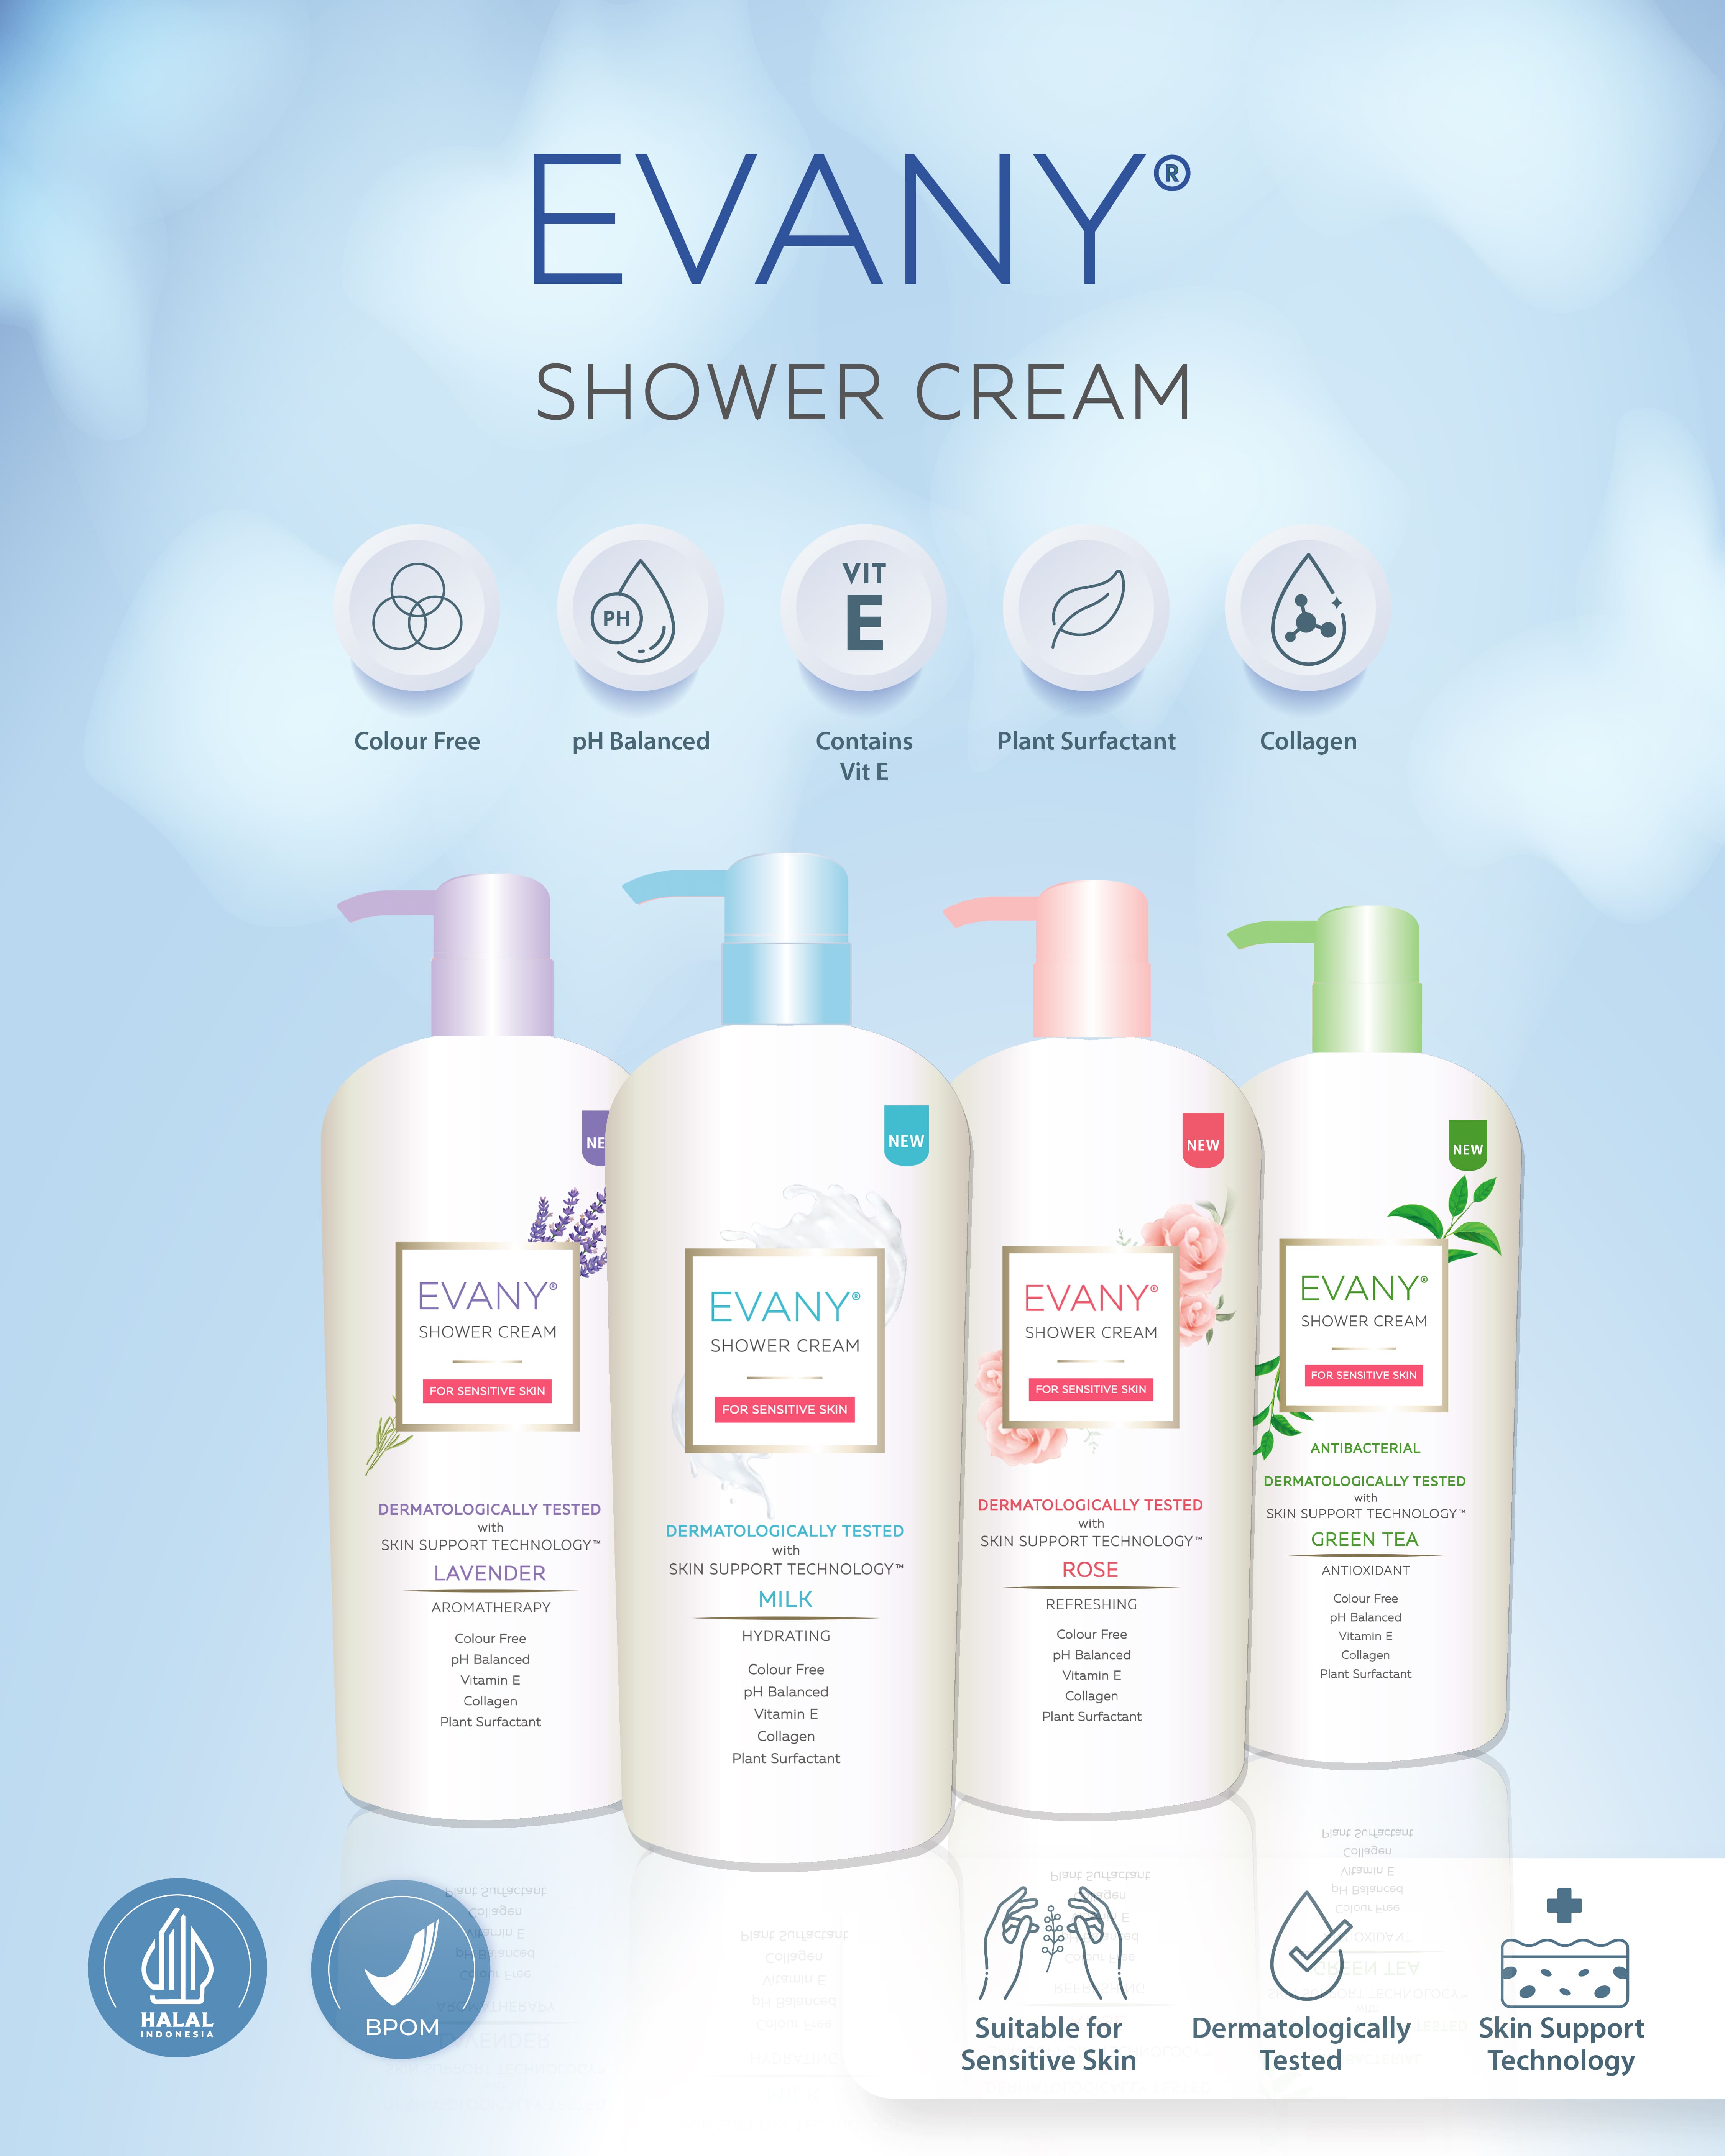 EVANY®
SHOWER CREAM
PH
VIT
E
Colour Free
pH Balanced
Contains
Vit E
Plant Surfactant
Collagen
NE
EVANY®
SHOWER CREAM
FOR SENSITIVE SKIN
DERMATOLOGICALLY TESTED
with
SKIN SUPPORT TECHNOLOGY™
LAVENDER
AROMATHERAPY
Colour Free
pH Balanced
Vitamin E
Collagen
Plant Surfactant
NEW
EVANY®
SHOWER CREAM
FOR SENSITIVE SKIN
DERMATOLOGICALLY TESTED
with
SKIN SUPPORT TECHNOLOGY™
MILK
HYDRATING
Colour Free
pH Balanced
Vitamin E
Collagen
Plant Surfactant
NEW
EVANY®
SHOWER CREAM
FOR SENSITIVE SKIN
DERMATOLOGICALLY TESTED
with
SKIN SUPPORT TECHNOLOGY™
ROSE
REFRESHING
Colour Free
pH Balanced
Vitamin E
Collagen
Plant Surfactant
NEW
EVANY®
SHOWER CREAM
FOR SENSITIVE SKIN
ANTIBACTERIAL
DERMATOLOGICALLY TESTED
with
SKIN SUPPORT TECHNOLOGY™
GREEN TEA
ANTIOXIDANT
Colour Free
pH Balanced
Vitamin E
Collagen
Plant Surfactant
HALAL
INDONESIA
BPOM
Suitable for
Sensitive Skin
Dermatologically
Tested
Skin Support
Technology